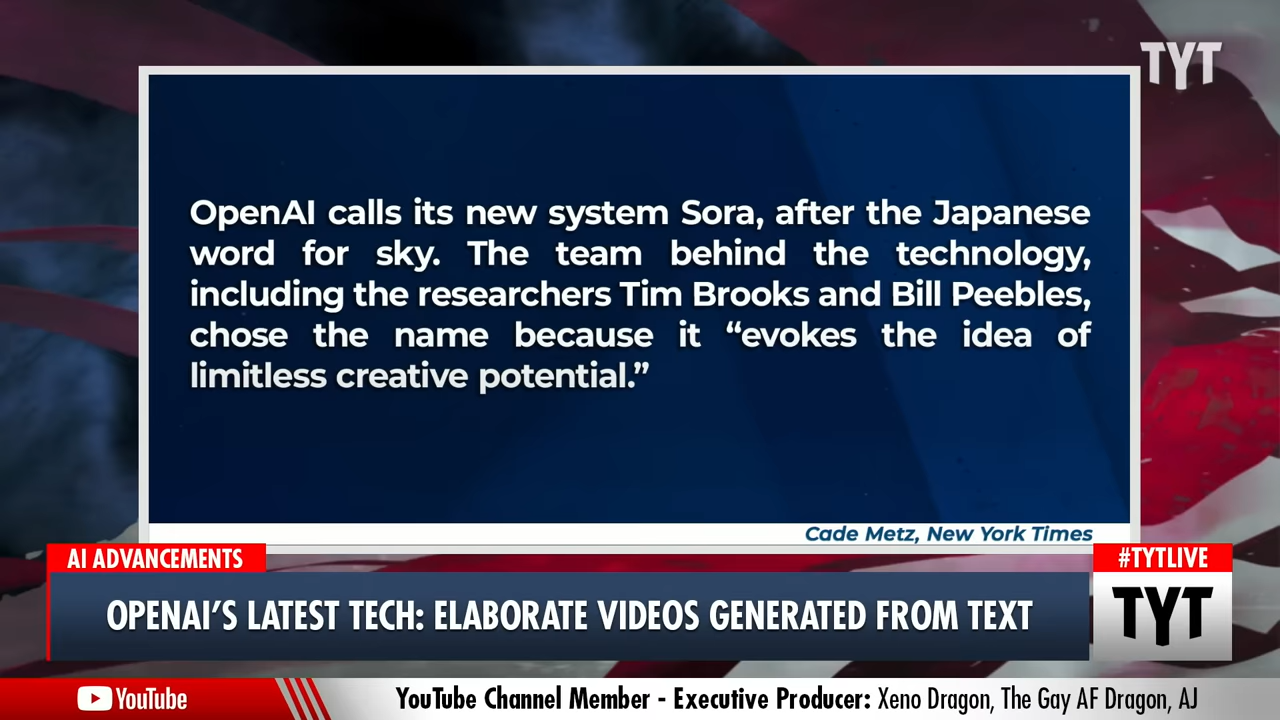 TYT
OpenAI calls its new system Sora, after the Japanese
word for sky. The team behind the technology,
including the researchers Tim Brooks and Bill Peebles,
chose the name because it “evokes the idea of
limitless creative potential.”
Cade Metz, New York Times
AI ADVANCEMENTS
#TYTLIVE
OPENAI’S LATEST TECH: ELABORATE VIDEOS GENERATED FROM TEXT
TYT
YouTube
YouTube Channel Member - Executive Producer: Xeno Dragon, The Gay AF Dragon, AJ